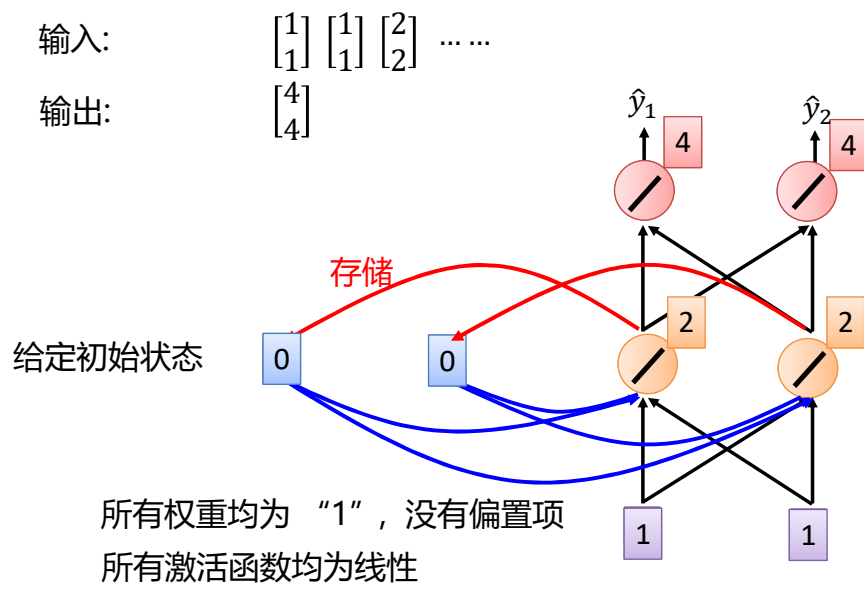 输入: [1 1] [1 1] [2 2] ... ...
输出: [4 4]
ŷ₁ ŷ₂
4 4
存储
2 2
给定初始状态 0 0
所有权重均为 “1”, 没有偏置项
1 1
所有激活函数均为线性